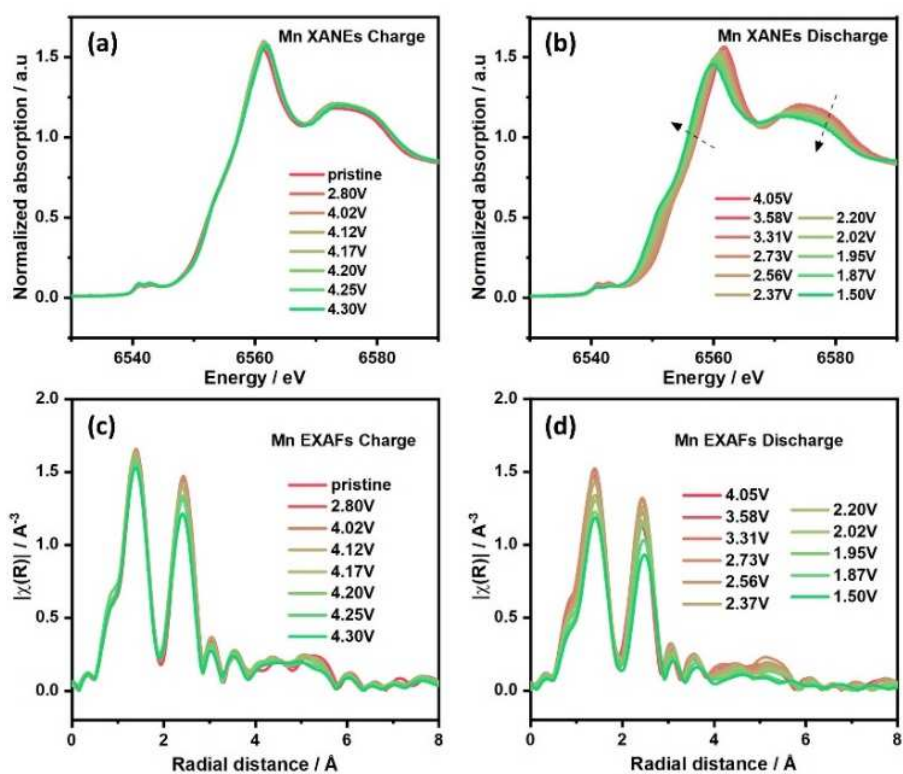 (a)
Mn XANEs Charge
Normalized absorption / a.u
1.5
1.0
0.5
0.0
pristine
2.80V
4.02V
4.12V
4.17V
4.20V
4.25V
4.30V
6540
6560
6580
Energy / eV
(b)
Mn XANEs Discharge
Normalized absorption / a.u
1.5
1.0
0.5
0.0
4.05V
3.58V
3.31V
2.73V
2.56V
2.37V
2.20V
2.02V
1.95V
1.87V
1.50V
6540
6560
6580
Energy / eV
(c)
Mn EXAFs Charge
|χ(R)| / A⁻³
2.0
1.5
1.0
0.5
0.0
pristine
2.80V
4.02V
4.12V
4.17V
4.20V
4.25V
4.30V
0
2
4
6
8
Radial distance / Å
(d)
Mn EXAFs Discharge
|χ(R)| / A⁻³
2.0
1.5
1.0
0.5
0.0
4.05V
3.58V
3.31V
2.73V
2.56V
2.37V
2.20V
2.02V
1.95V
1.87V
1.50V
0
2
4
6
8
Radial distance / Å